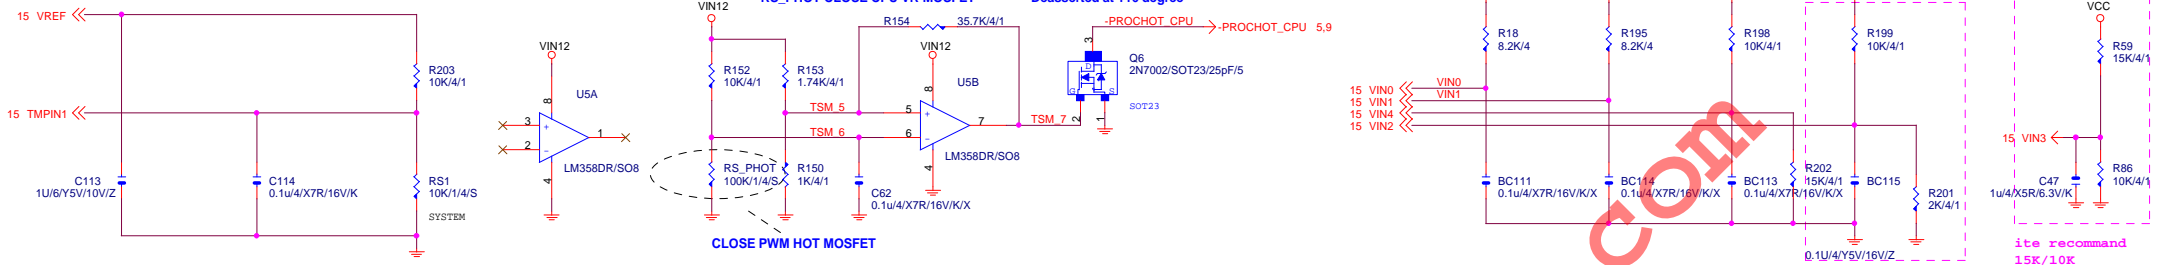 15 VREF
R203
10K/4/1
15 TMPIN1
C113
1U/6/Y5V/10V/Z
C114
0.1u/4/X7R/16V/K
RS1
10K/1/4/S
SYSTEM
VIN12
8
3
2
+
-
1
4
U5A
LM358DR/SO8
VIN12
R152
10K/4/1
R153
1.74K/4/1
R154
35.7K/4/1
TSM_5
TSM_6
RS_PHOT
100K/1/4/S
R150
1K/4/1
C62
0.1u/4/X7R/16V/K/X
CLOSE PWM HOT MOSFET
VIN12
8
5
6
+
-
7
4
U5B
LM358DR/SO8
TSM_7
-PROCHOT_CPU
-PROCHOT_CPU 5,9
3
D
G
S
2
1
Q6
2N7002/SOT23/25pF/5
SOT23
R18
8.2K/4
R195
8.2K/4
R198
10K/4/1
R199
10K/4/1
15 VIN0
15 VIN1
15 VIN4
15 VIN2
VIN0
VIN1
BC111
0.1u/4/X7R/16V/K/X
BC114
0.1u/4/X7R/16V/K/X
BC113
0.1u/4/X7R/16V/K/X
R202
15K/4/1
BC115
0.1U/4/Y5V/16V/Z
R201
2K/4/1
VCC
R59
15K/4/1
15 VIN3
C47
1u/4/X5R/6.3V/K
R86
10K/4/1
ite recommand
15K/10K
com